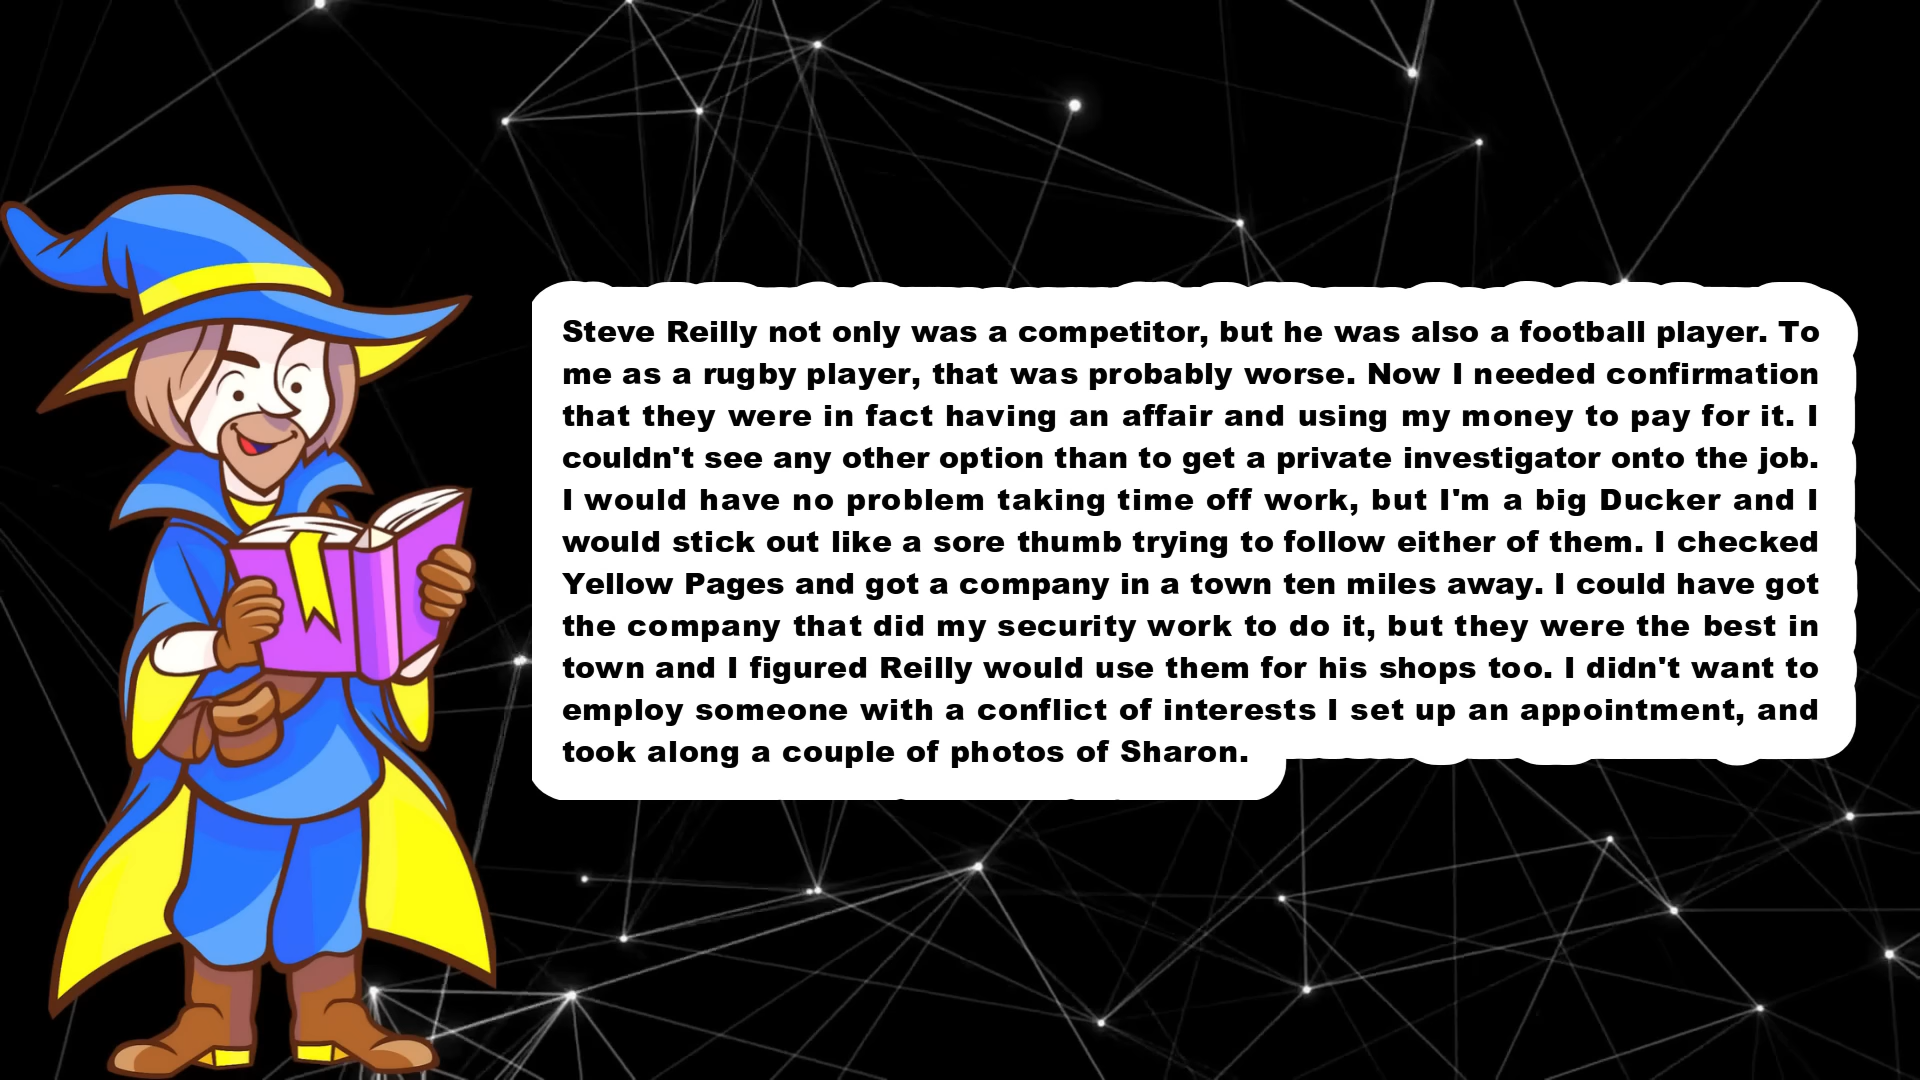 Steve Reilly not only was a competitor, but he was also a football player. To
me as a rugby player, that was probably worse. Now I needed confirmation
that they were in fact having an affair and using my money to pay for it. I
couldn't see any other option than to get a private investigator onto the job.
I would have no problem taking time off work, but I'm a big Ducker and I
would stick out like a sore thumb trying to follow either of them. I checked
Yellow Pages and got a company in a town ten miles away. I could have got
the company that did my security work to do it, but they were the best in
town and I figured Reilly would use them for his shops too. I didn't want to
employ someone with a conflict of interests I set up an appointment, and
took along a couple of photos of Sharon.